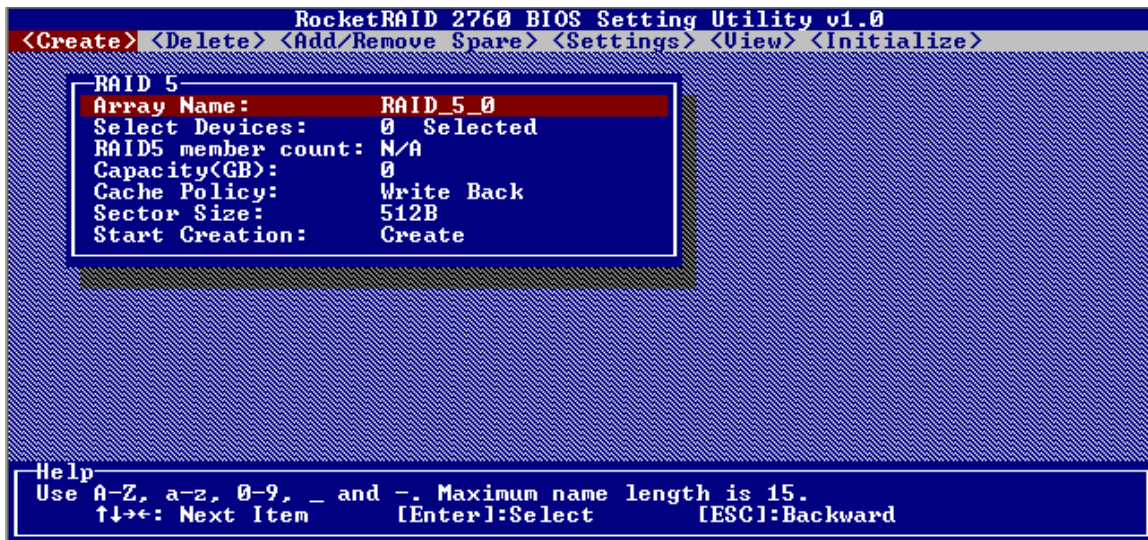 RocketRAID 2760 BIOS Setting Utility v1.0
<Create> <Delete> <Add/Remove Spare> <Settings> <View> <Initialize>
RAID 5
Array Name: RAID_5_0
Select Devices: 0 Selected
RAID5 member count: N/A
Capacity(GB): 0
Cache Policy: Write Back
Sector Size: 512B
Start Creation: Create
Help
Use A-Z, a-z, 0-9, _ and -. Maximum name length is 15.
↑↓→←: Next Item [Enter]:Select [ESC]:Backward